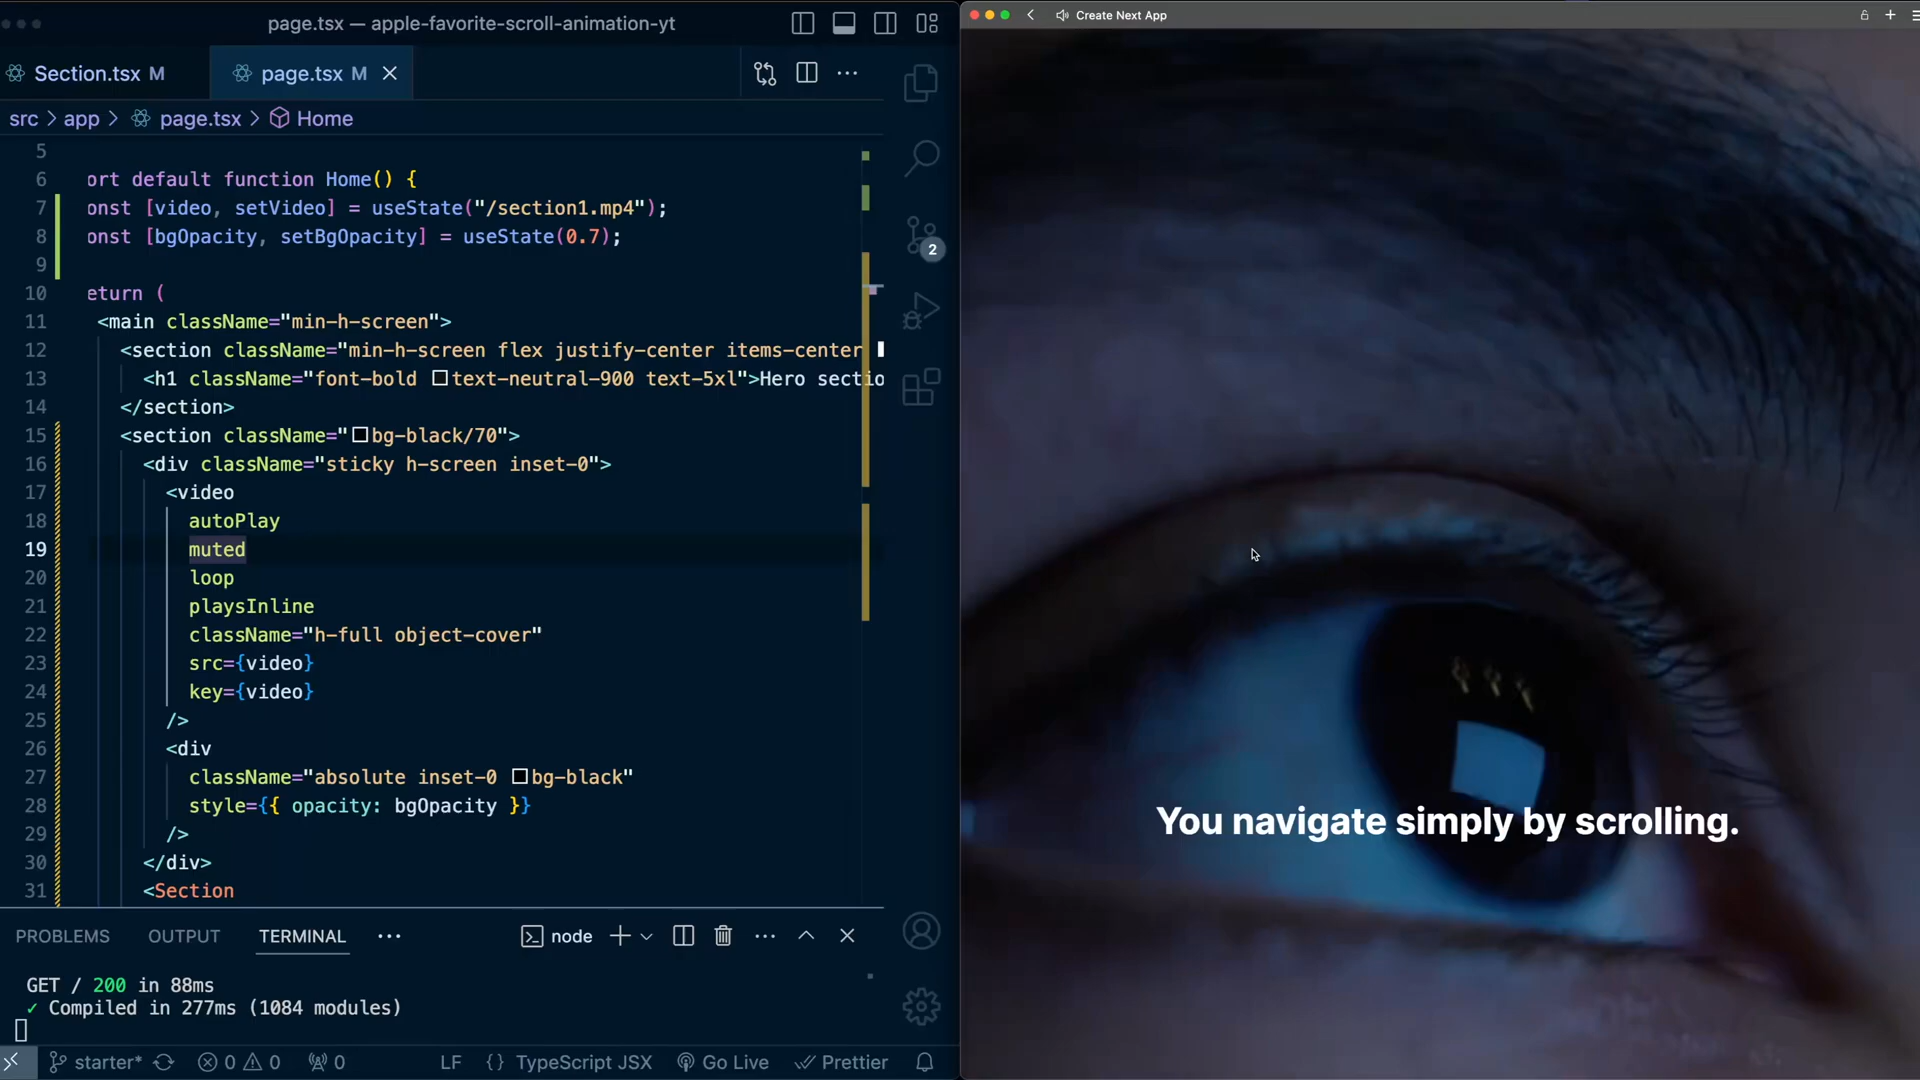 page.tsx — apple-favorite-scroll-animation-yt
Section.tsx M
page.tsx M
src > app > page.tsx > Home
5
6 ort default function Home() {
7 onst [video, setVideo] = useState("/section1.mp4");
8 onst [bgOpacity, setBgOpacity] = useState(0.7);
9
10 eturn (
11 <main className="min-h-screen">
12 <section className="min-h-screen flex justify-center items-center
13 <h1 className="font-bold text-neutral-900 text-5xl">Hero sectio
14 </section>
15 <section className="bg-black/70">
16 <div className="sticky h-screen inset-0">
17 <video
18 autoPlay
19 muted
20 loop
21 playsInline
22 className="h-full object-cover"
23 src={video}
24 key={video}
25 />
26 <div
27 className="absolute inset-0 bg-black"
28 style={{ opacity: bgOpacity }}
29 />
30 </div>
31 <Section
2
PROBLEMS OUTPUT TERMINAL ··· node
GET / 200 in 88ms
✓ Compiled in 277ms (1084 modules)
starter* 0 0 0 LF {} TypeScript JSX Go Live Prettier
Create Next App
You navigate simply by scrolling.